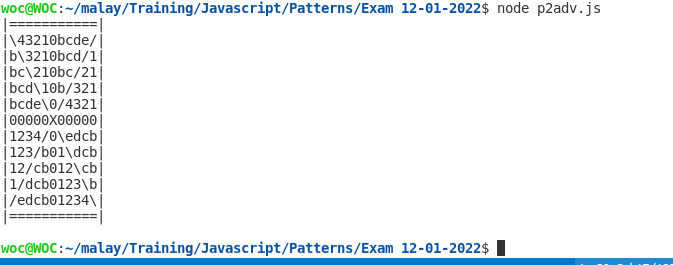 woc@WOC:~/malay/Training/Javascript/Patterns/Exam 12-01-2022$ node p2adv.js
|===========|
|\43210bcde/|
|b\3210bcd/1|
|bc\210bc/21|
|bcd\10b/321|
|bcde\0/4321|
|00000X00000|
|1234/0\edcb|
|123/b01\dcb|
|12/cb012\cb|
|1/dcb0123\b|
|/edcb01234\|
|===========|
woc@WOC:~/malay/Training/Javascript/Patterns/Exam 12-01-2022$